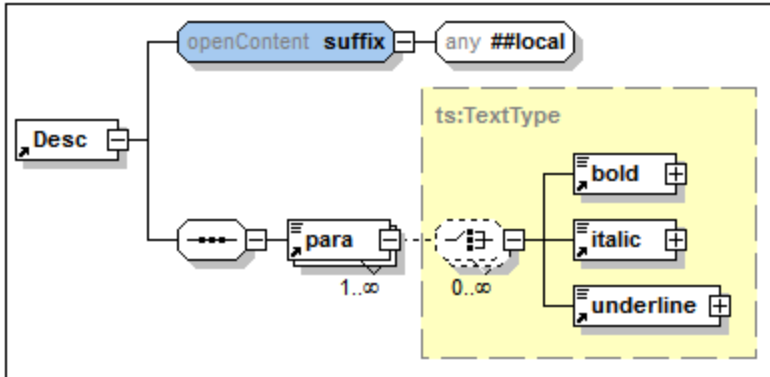 openContent suffix
any ##local
ts:TextType
Desc
bold
para
italic
1..∞
0..∞
underline